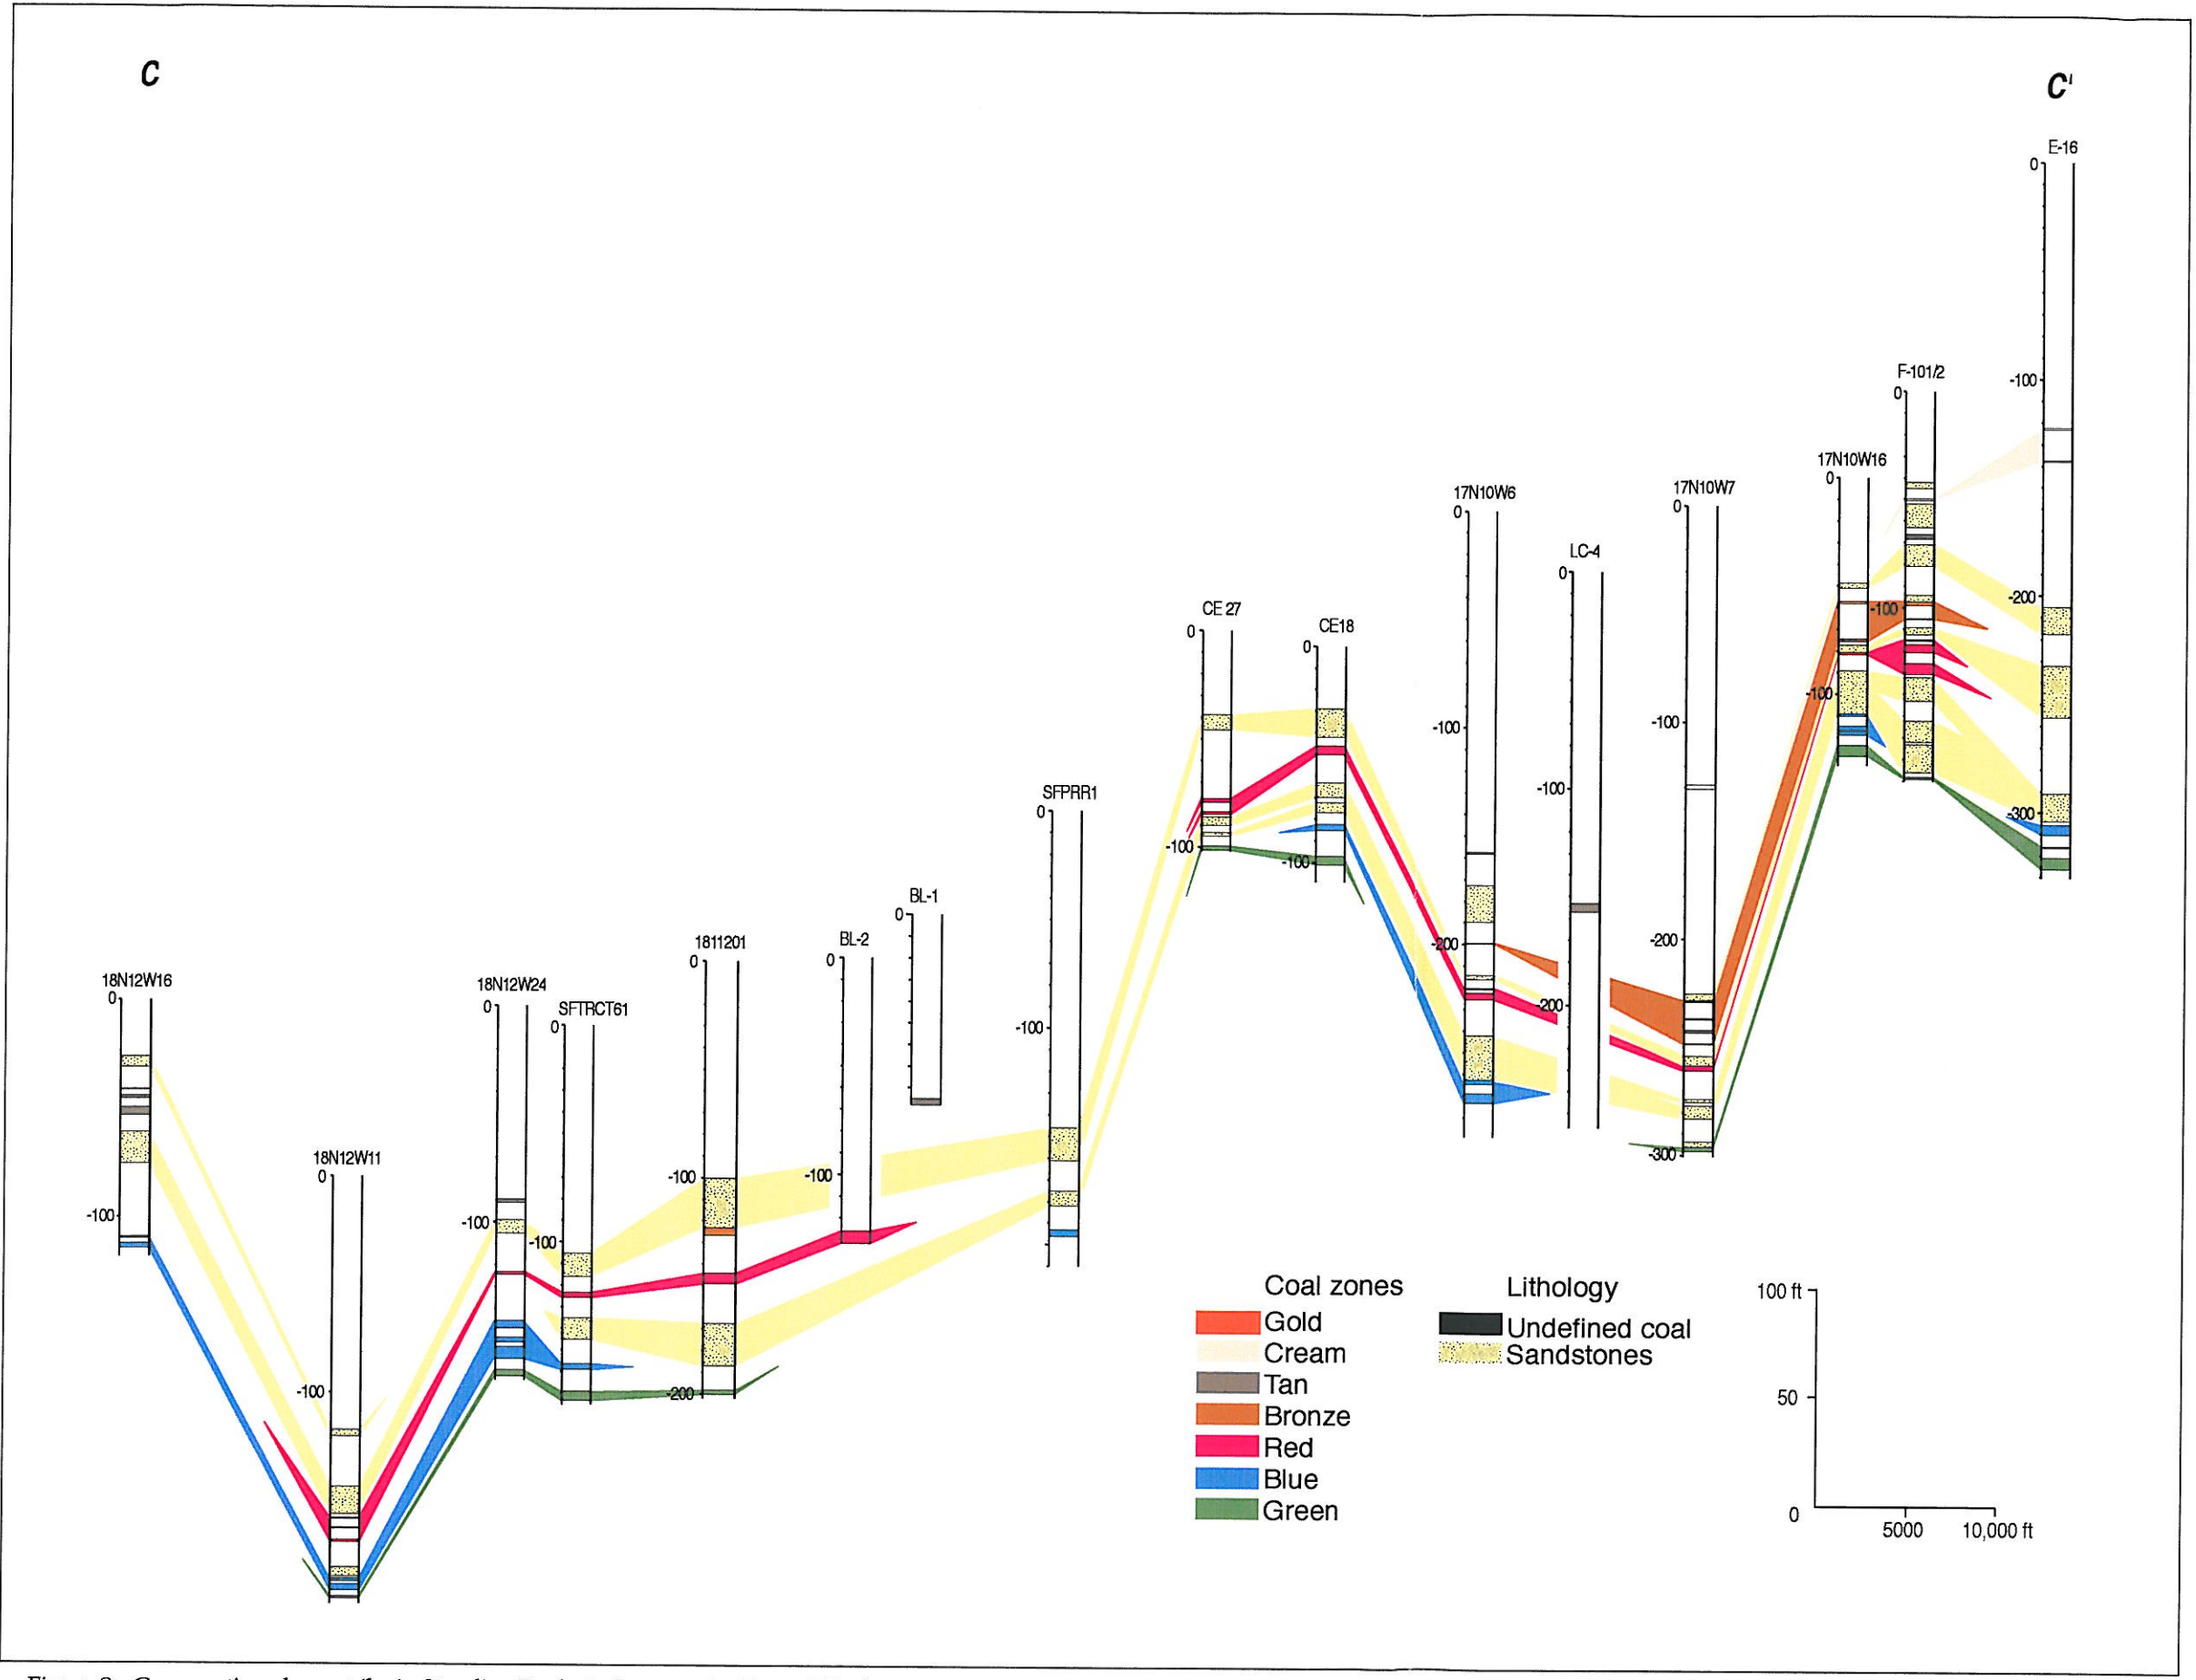 C
C'
E-16
0
-100
-200
-300
F-101/2
0
-100
17N10W16
0
-100
17N10W7
0
-100
-200
-300
LC-4
0
-100
-200
17N10W6
0
-100
-200
CE18
0
-100
CE 27
0
-100
SFPRR1
0
-100
BL-1
0
BL-2
0
-100
1811201
0
-100
-200
SFTRCT61
0
-100
18N12W24
0
-100
18N12W11
0
-100
18N12W16
0
-100
Coal zones
Gold
Cream
Tan
Bronze
Red
Blue
Green
Lithology
Undefined coal
Sandstones
100 ft
50
0
5000
10,000 ft